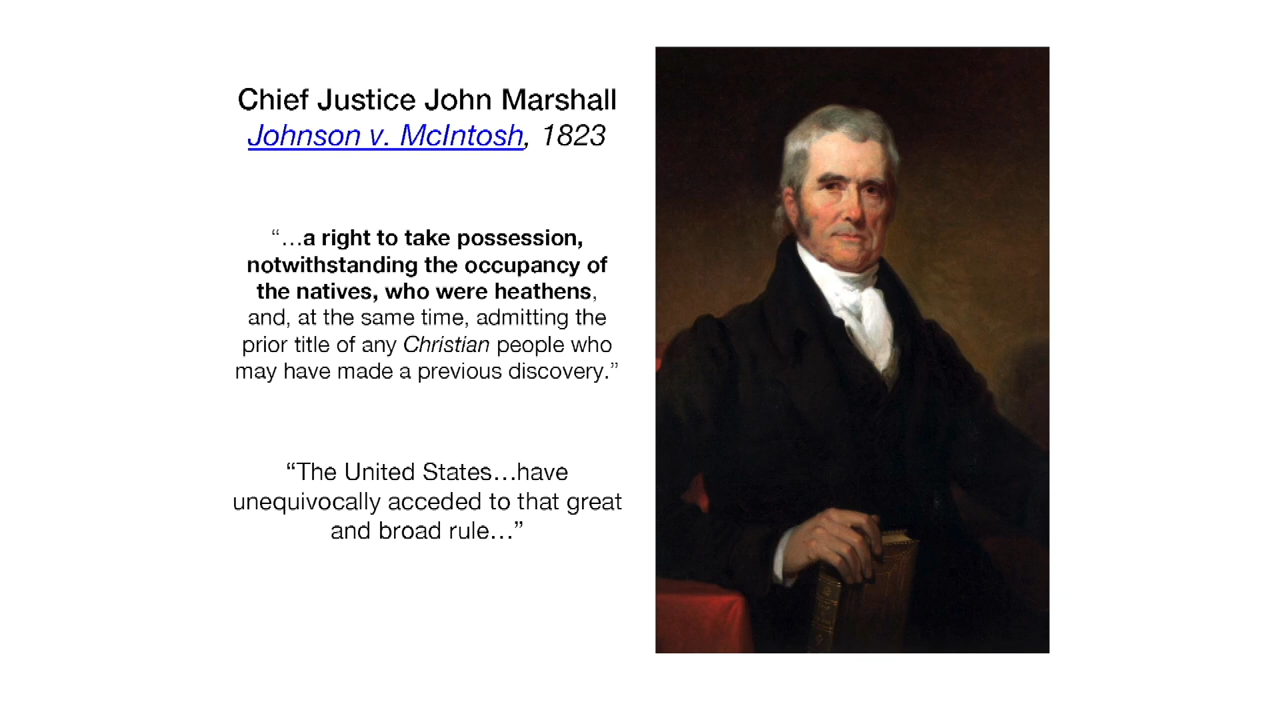 Chief Justice John Marshall
Johnson v. McIntosh, 1823
“…a right to take possession,
notwithstanding the occupancy of
the natives, who were heathens,
and, at the same time, admitting the
prior title of any Christian people who
may have made a previous discovery.”
“The United States…have
unequivocally acceded to that great
and broad rule…”